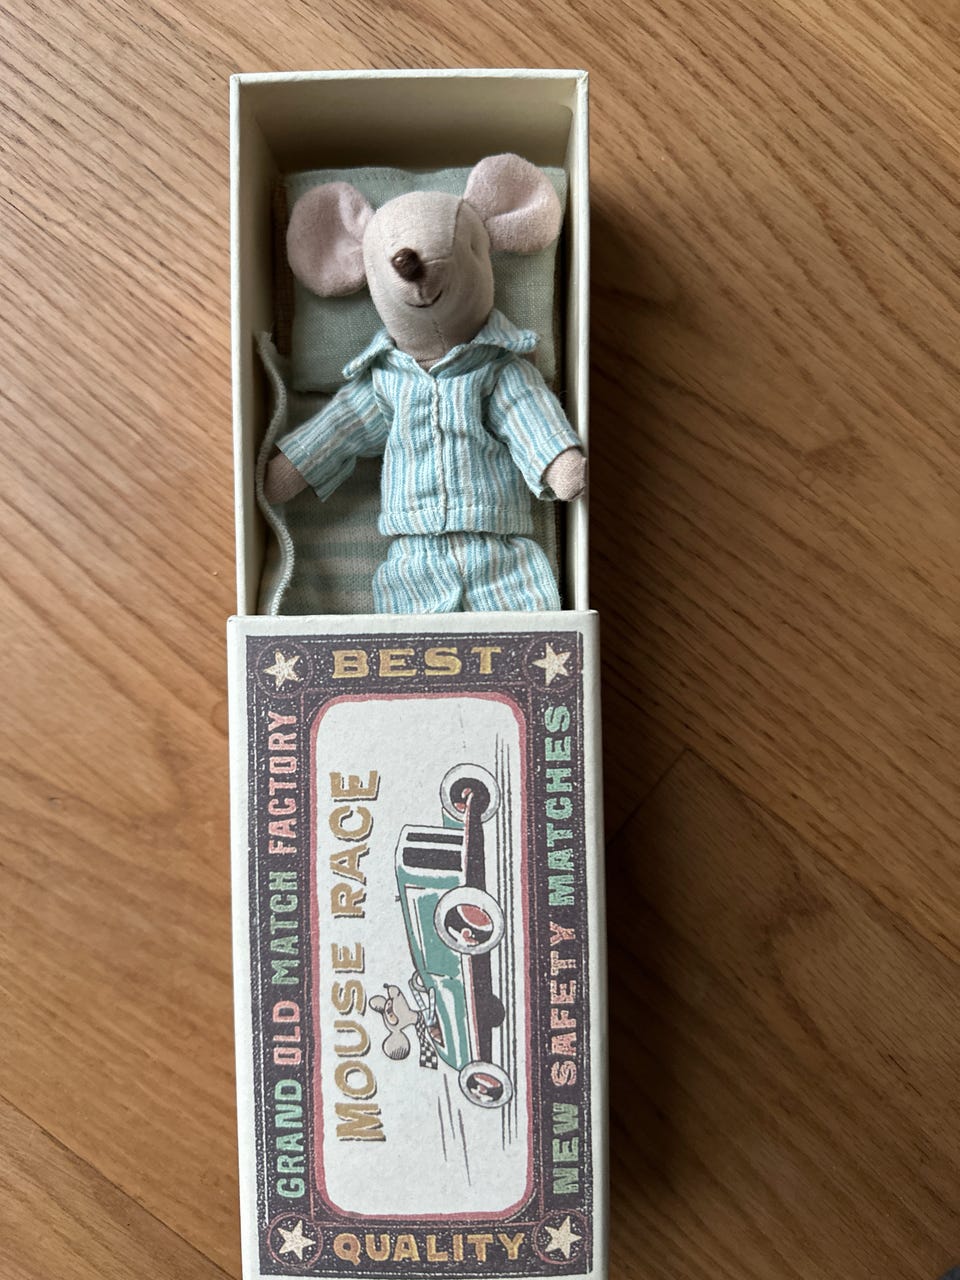 BEST
GRAND OLD MATCH FACTORY
MOUSE RACE
NEW SAFETY MATCHES
QUALITY